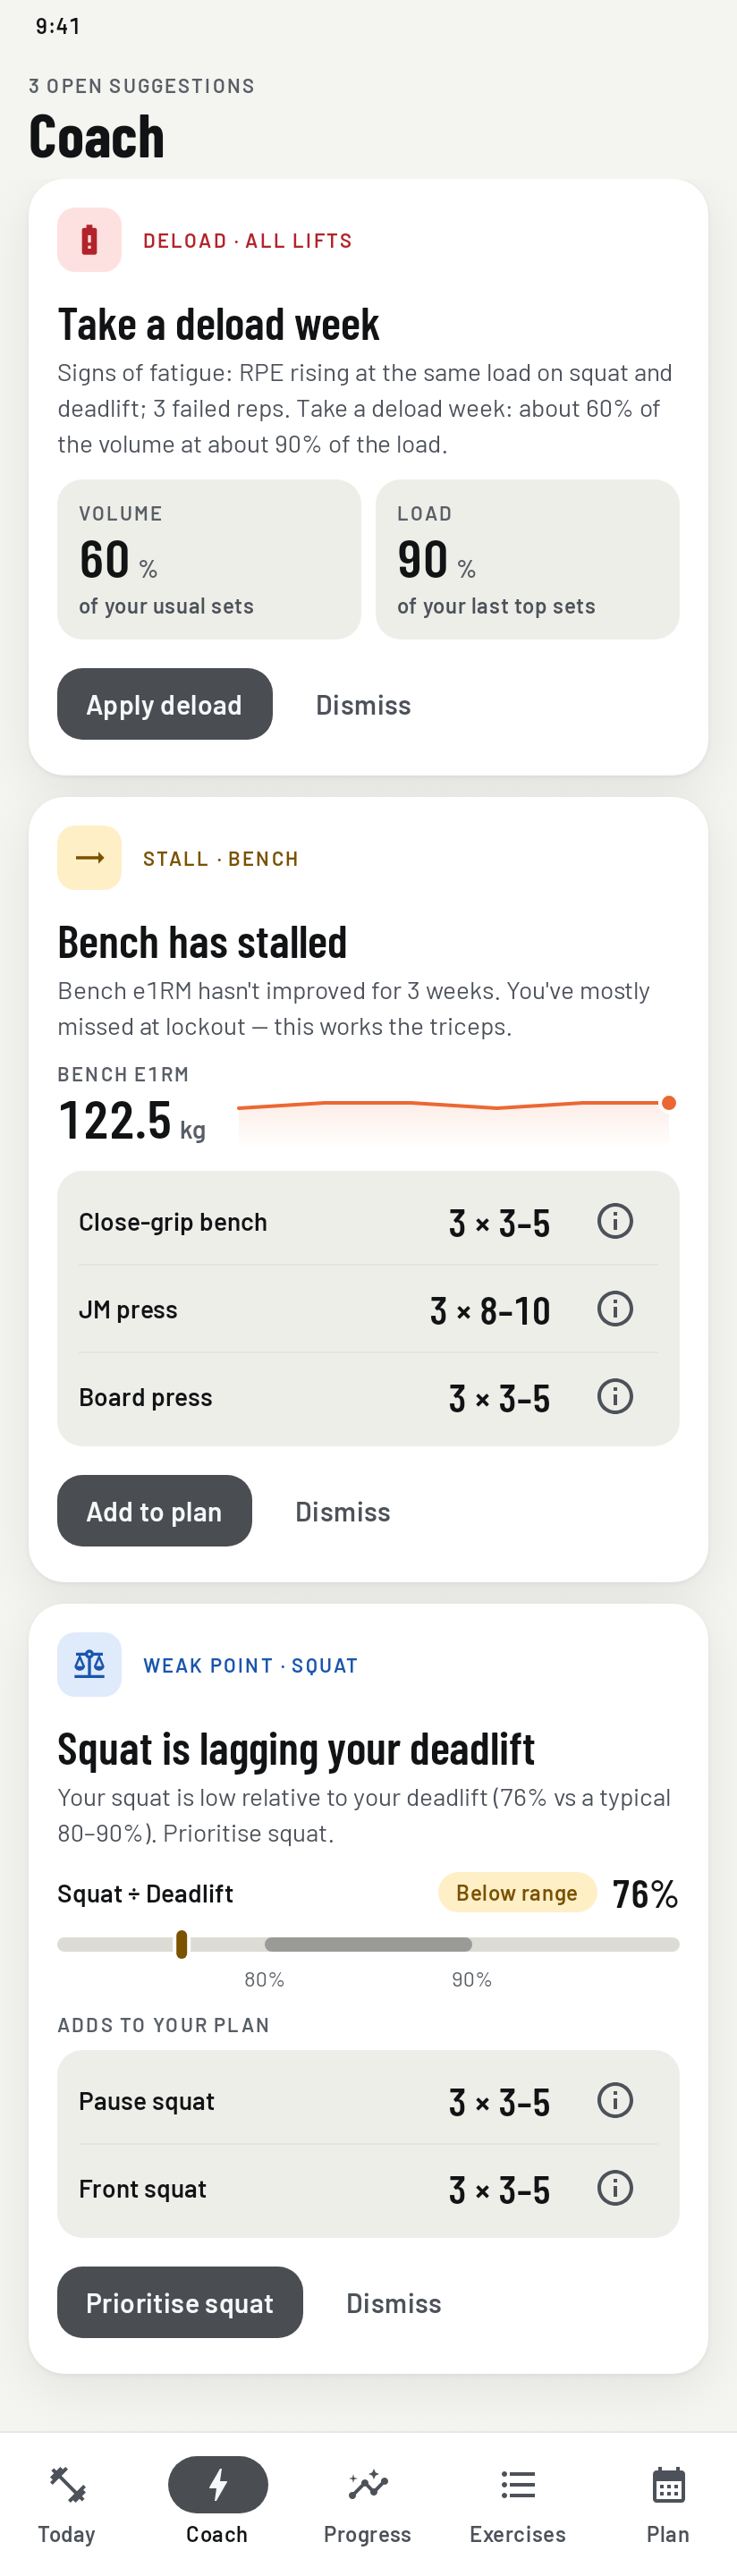 9:41
3 OPEN SUGGESTIONS
Coach
DELOAD · ALL LIFTS
Take a deload week
Signs of fatigue: RPE rising at the same load on squat and
deadlift; 3 failed reps. Take a deload week: about 60% of
the volume at about 90% of the load.
VOLUME
60 %
of your usual sets
LOAD
90 %
of your last top sets
Apply deload
Dismiss
STALL · BENCH
Bench has stalled
Bench e1RM hasn't improved for 3 weeks. You've mostly
missed at lockout — this works the triceps.
BENCH E1RM
122.5 kg
Close-grip bench 3 × 3–5
JM press 3 × 8–10
Board press 3 × 3–5
Add to plan
Dismiss
WEAK POINT · SQUAT
Squat is lagging your deadlift
Your squat is low relative to your deadlift (76% vs a typical
80–90%). Prioritise squat.
Squat ÷ Deadlift Below range 76%
80% 90%
ADDS TO YOUR PLAN
Pause squat 3 × 3–5
Front squat 3 × 3–5
Prioritise squat
Dismiss
Today
Coach
Progress
Exercises
Plan